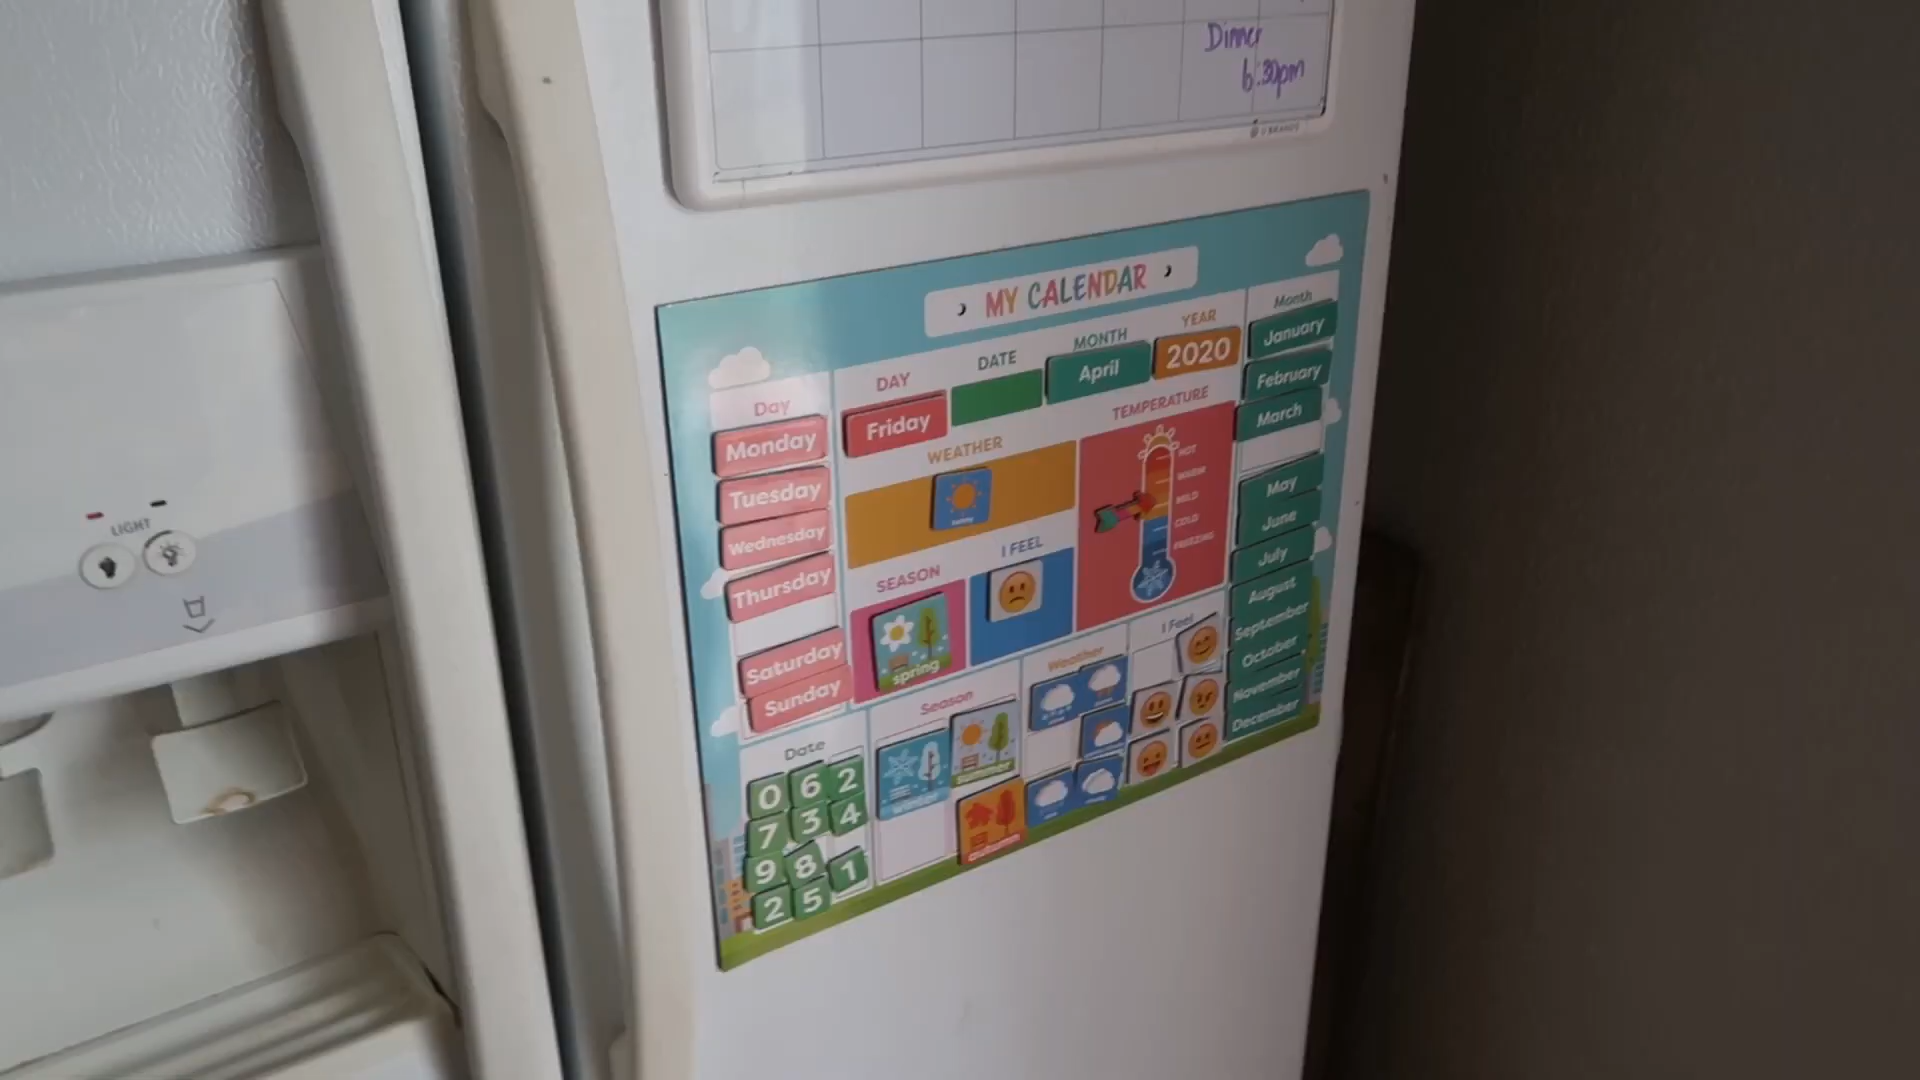 Dinner
6:30pm
U BRANDS
MY CALENDAR
DAY
DATE
MONTH
YEAR
Friday
April
2020
Day
Monday
Tuesday
Wednesday
Thursday
Saturday
Sunday
WEATHER
sunny
TEMPERATURE
HOT
WARM
MILD
COLD
FREEZING
SEASON
spring
I FEEL
Month
January
February
March
May
June
July
August
September
October
November
December
Date
0 6 2
7 3 4
9 8 1
2 5
Season
winter
summer
autumn
Weather
I Feel
LIGHT